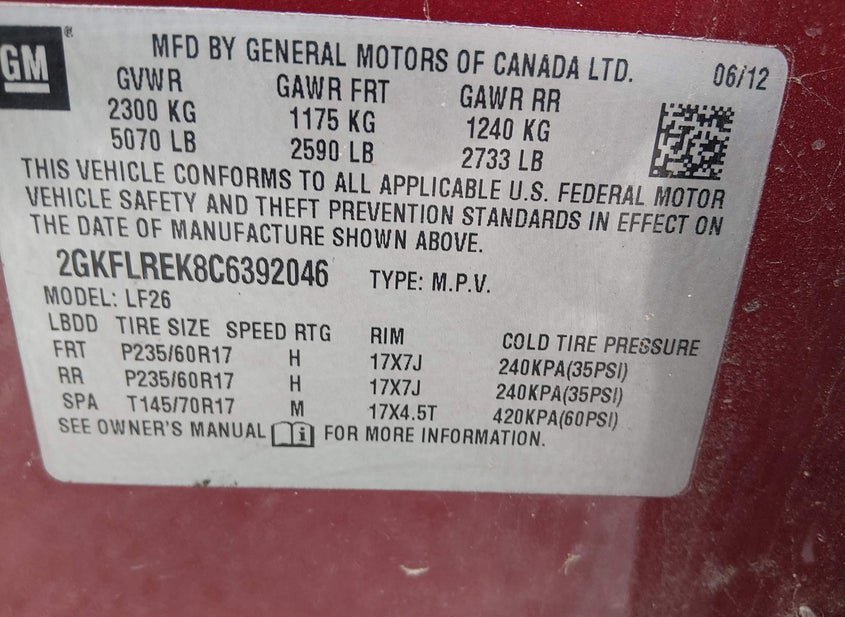 GM ®
MFD BY GENERAL MOTORS OF CANADA LTD. 06/12
GVWR GAWR FRT GAWR RR
2300 KG 1175 KG 1240 KG
5070 LB 2590 LB 2733 LB
THIS VEHICLE CONFORMS TO ALL APPLICABLE U.S. FEDERAL MOTOR
VEHICLE SAFETY AND THEFT PREVENTION STANDARDS IN EFFECT ON
THE DATE OF MANUFACTURE SHOWN ABOVE.
2GKFLREK8C6392046 TYPE: M.P.V.
MODEL: LF26
LBDD TIRE SIZE SPEED RTG RIM COLD TIRE PRESSURE
FRT P235/60R17 H 17X7J 240KPA(35PSI)
RR P235/60R17 H 17X7J 240KPA(35PSI)
SPA T145/70R17 M 17X4.5T 420KPA(60PSI)
SEE OWNER'S MANUAL i FOR MORE INFORMATION.